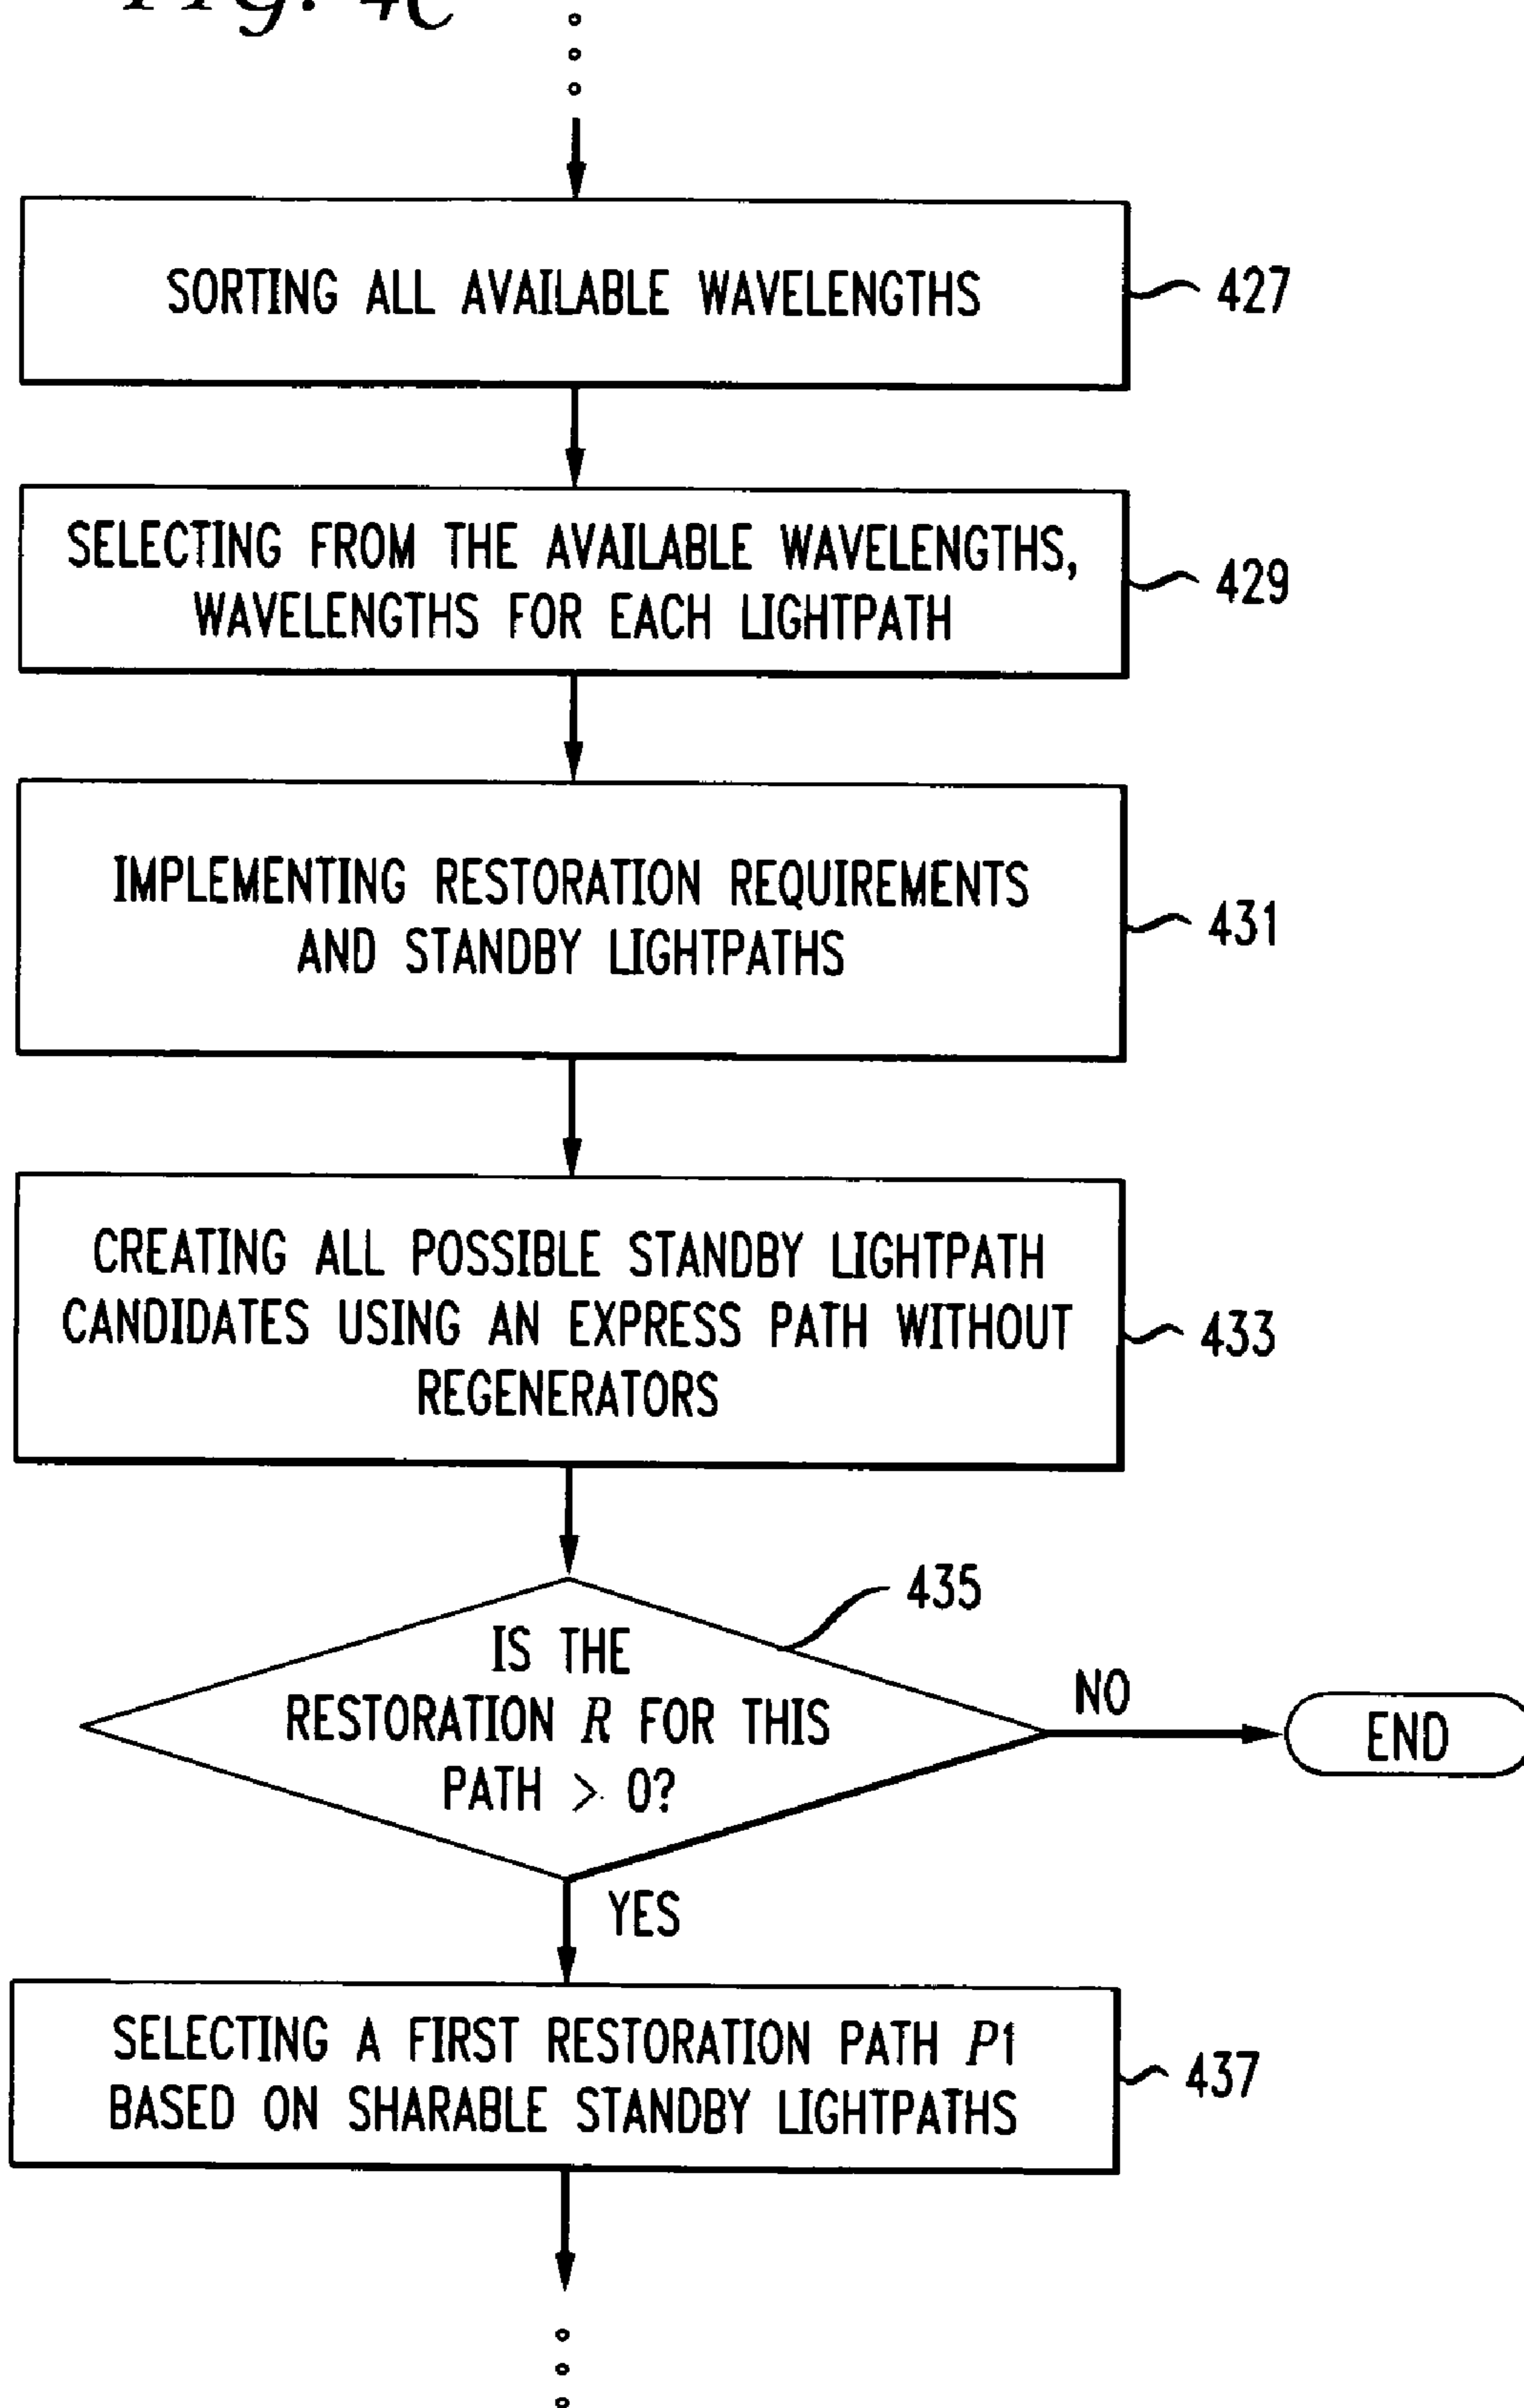 Fig. 4C
SORTING ALL AVAILABLE WAVELENGTHS
427
SELECTING FROM THE AVAILABLE WAVELENGTHS,
WAVELENGTHS FOR EACH LIGHTPATH
429
IMPLEMENTING RESTORATION REQUIREMENTS
AND STANDBY LIGHTPATHS
431
CREATING ALL POSSIBLE STANDBY LIGHTPATH
CANDIDATES USING AN EXPRESS PATH WITHOUT
REGENERATORS
433
435
IS THE
RESTORATION R FOR THIS
PATH > 0?
NO
END
YES
SELECTING A FIRST RESTORATION PATH P1
BASED ON SHARABLE STANDBY LIGHTPATHS
437